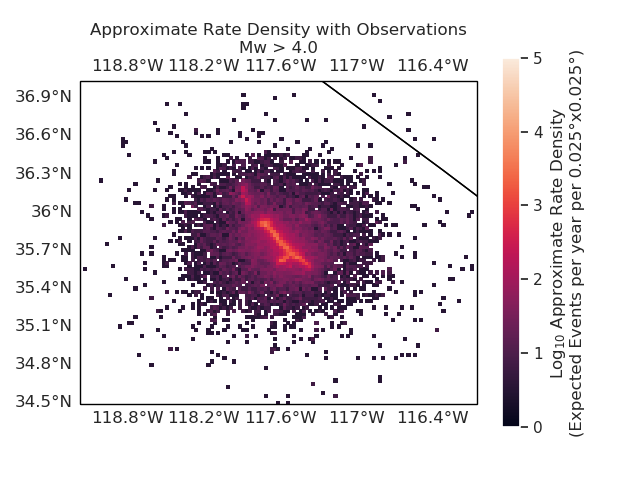 Approximate Rate Density with Observations
Mw > 4.0
118.8°W 118.2°W 117.6°W 117°W 116.4°W
36.9°N
36.6°N
36.3°N
36°N
35.7°N
35.4°N
35.1°N
34.8°N
34.5°N
118.8°W 118.2°W 117.6°W 117°W 116.4°W
5
4
3
2
1
0
Log₁₀ Approximate Rate Density
(Expected Events per year per 0.025°x0.025°)